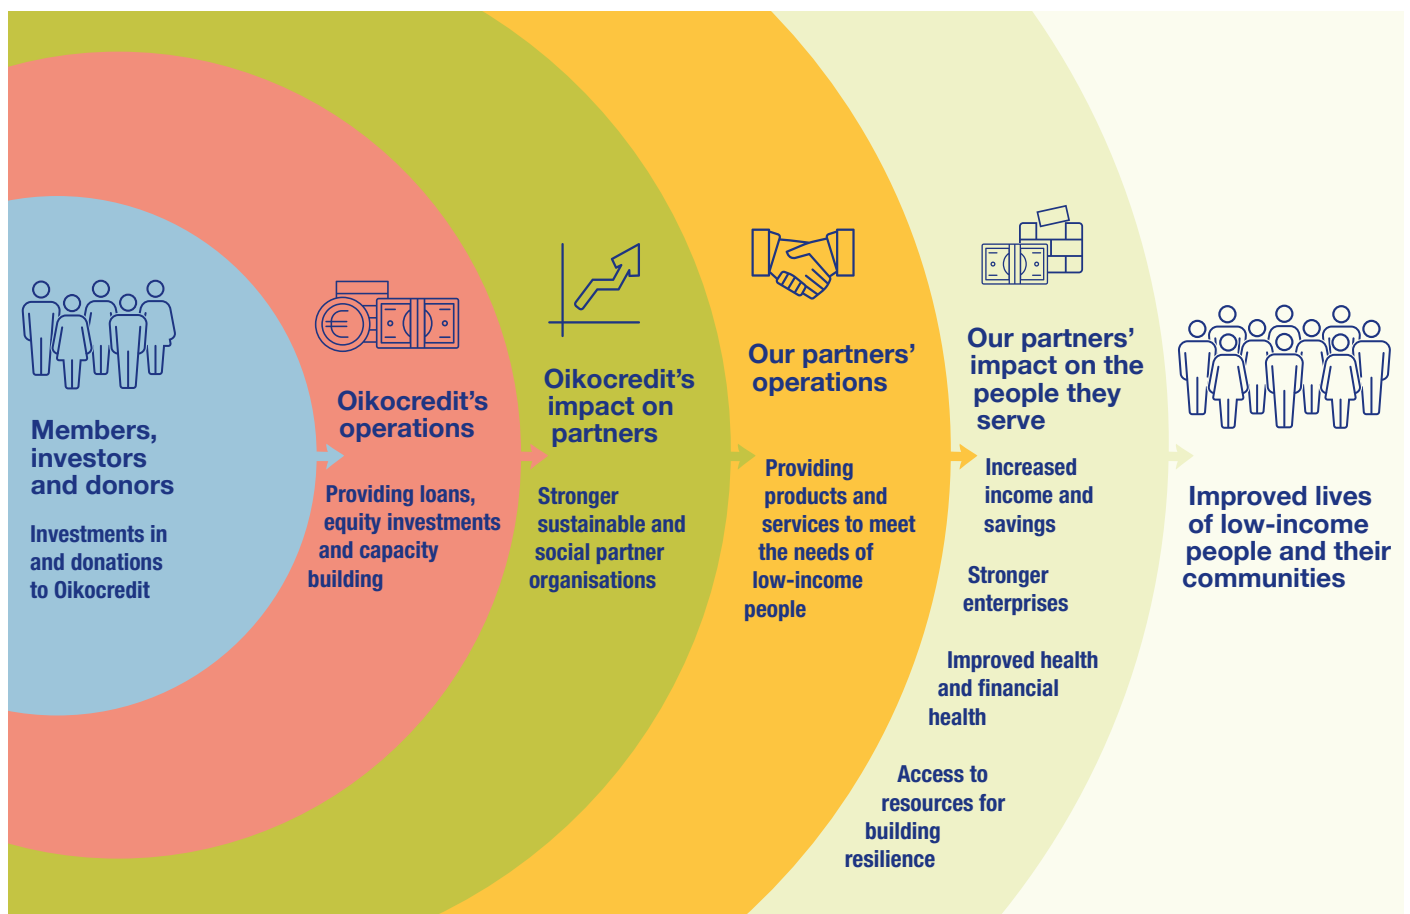 Members,
investors
and donors
Investments in
and donations
to Oikocredit
Oikocredit's
operations
Providing loans,
equity investments
and capacity
building
Oikocredit's
impact on
partners
Stronger
sustainable and
social partner
organisations
Our partners’
operations
Providing
products and
services to meet
the needs of
low-income
people
Our partners’
impact on the
people they
serve
Increased
income and
savings
Stronger
enterprises
Improved health
and financial
health
Access to
resources for
building
resilience
Improved lives
of low-income
people and their
communities